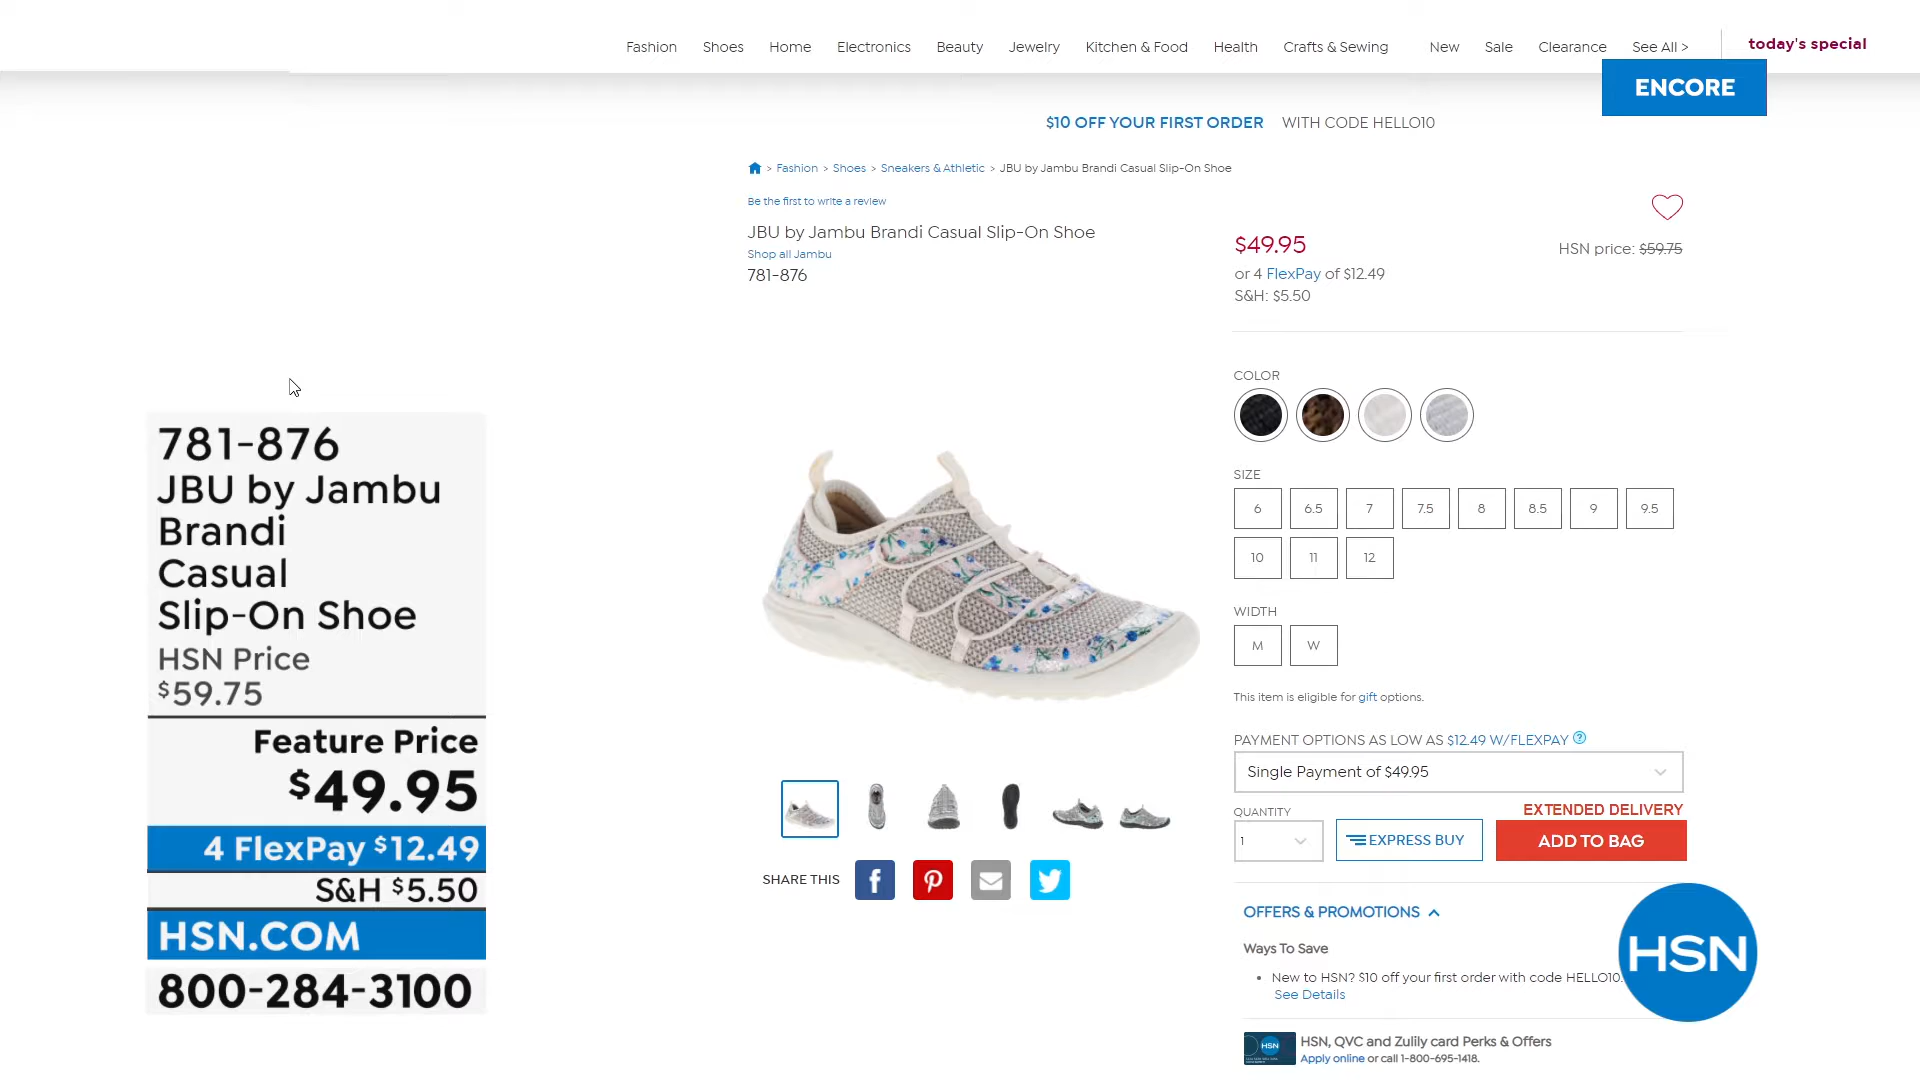 Fashion Shoes Home Electronics Beauty Jewelry Kitchen & Food Health Crafts & Sewing New Sale Clearance See All > today's special
ENCORE
$10 OFF YOUR FIRST ORDER WITH CODE HELLO10
> Fashion > Shoes > Sneakers & Athletic > JBU by Jambu Brandi Casual Slip-On Shoe
Be the first to write a review
JBU by Jambu Brandi Casual Slip-On Shoe
Shop all Jambu
781-876
$49.95 HSN price: $59.75
or 4 FlexPay of $12.49
S&H: $5.50
COLOR
SIZE
6 6.5 7 7.5 8 8.5 9 9.5
10 11 12
WIDTH
M W
This item is eligible for gift options.
PAYMENT OPTIONS AS LOW AS $12.49 W/FLEXPAY ?
Single Payment of $49.95
QUANTITY EXTENDED DELIVERY
1 EXPRESS BUY ADD TO BAG
SHARE THIS
OFFERS & PROMOTIONS
Ways To Save
• New to HSN? $10 off your first order with code HELLO10.
See Details
HSN
HSN HSN, QVC and Zulily card Perks & Offers
Apply online or call 1-800-695-1418.
781-876
JBU by Jambu
Brandi
Casual
Slip-On Shoe
HSN Price
$59.75
Feature Price
$49.95
4 FlexPay $12.49
S&H $5.50
HSN.COM
800-284-3100